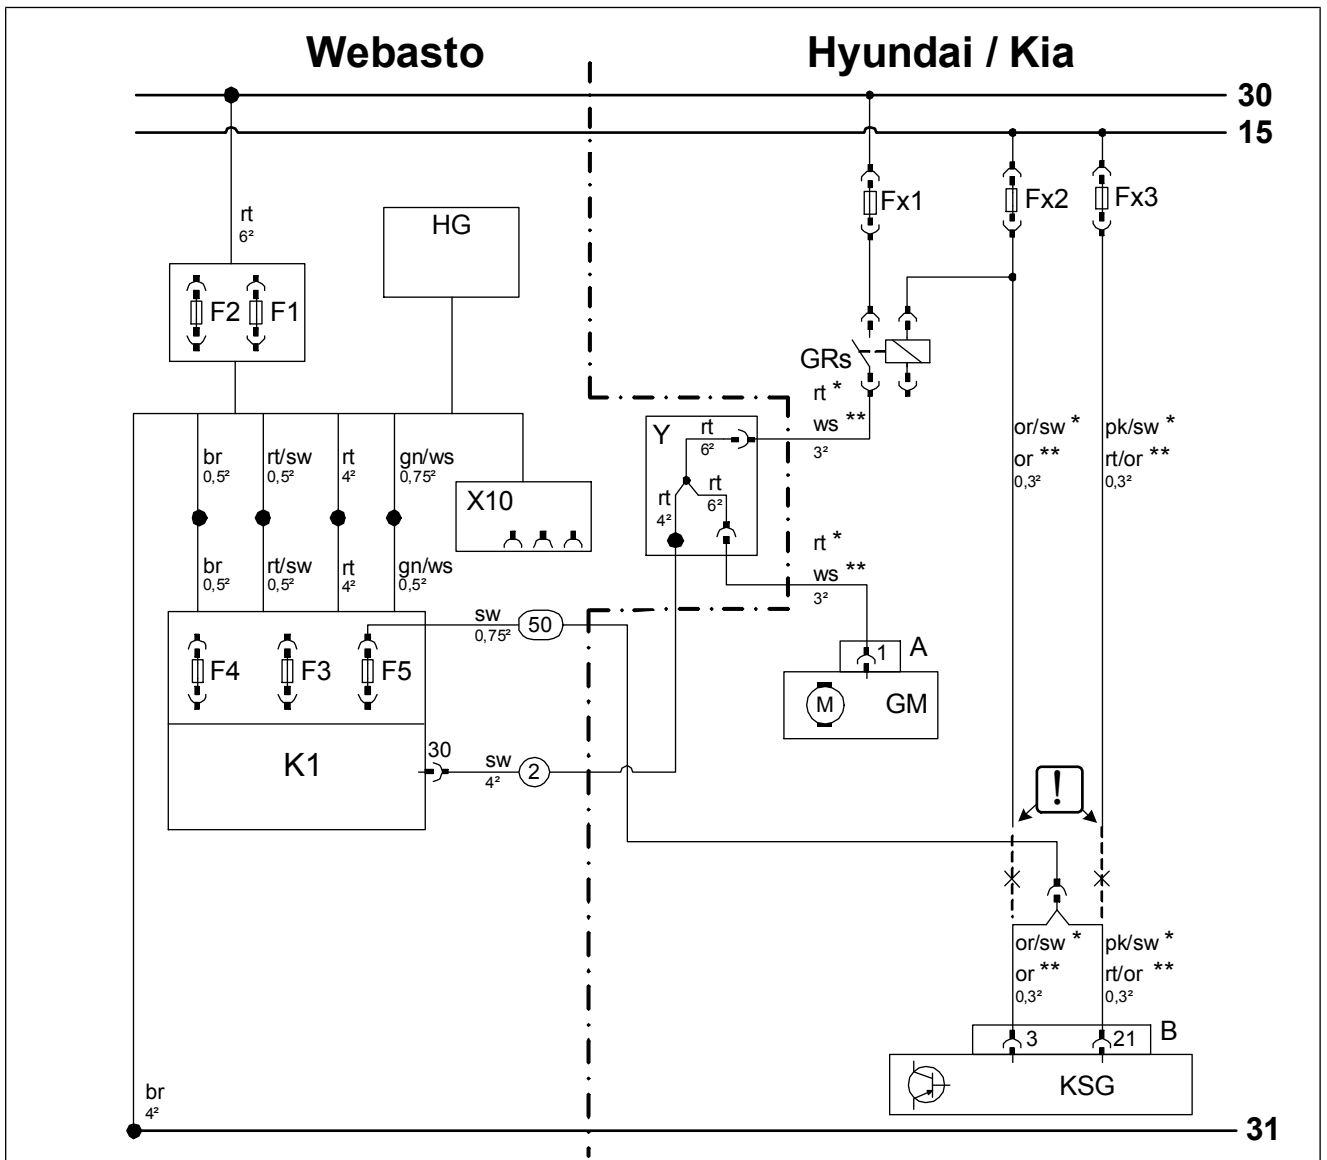 Webasto
Hyundai / Kia
30
15
Fx1
Fx2
Fx3
rt
6²
HG
F2
F1
GRs
rt *
ws **
3²
Y
rt
6²
rt
6²
rt
4²
or/sw *
or **
0,3²
pk/sw *
rt/or **
0,3²
br
0,5²
rt/sw
0,5²
rt
4²
gn/ws
0,75²
X10
br
0,5²
rt/sw
0,5²
rt
4²
gn/ws
0,5²
rt *
ws **
3²
sw
0,75²
50
1
A
F4
F3
F5
M
GM
K1
30
sw
4²
2
!
or/sw *
or **
0,3²
pk/sw *
rt/or **
0,3²
3
21
B
KSG
br
4²
31